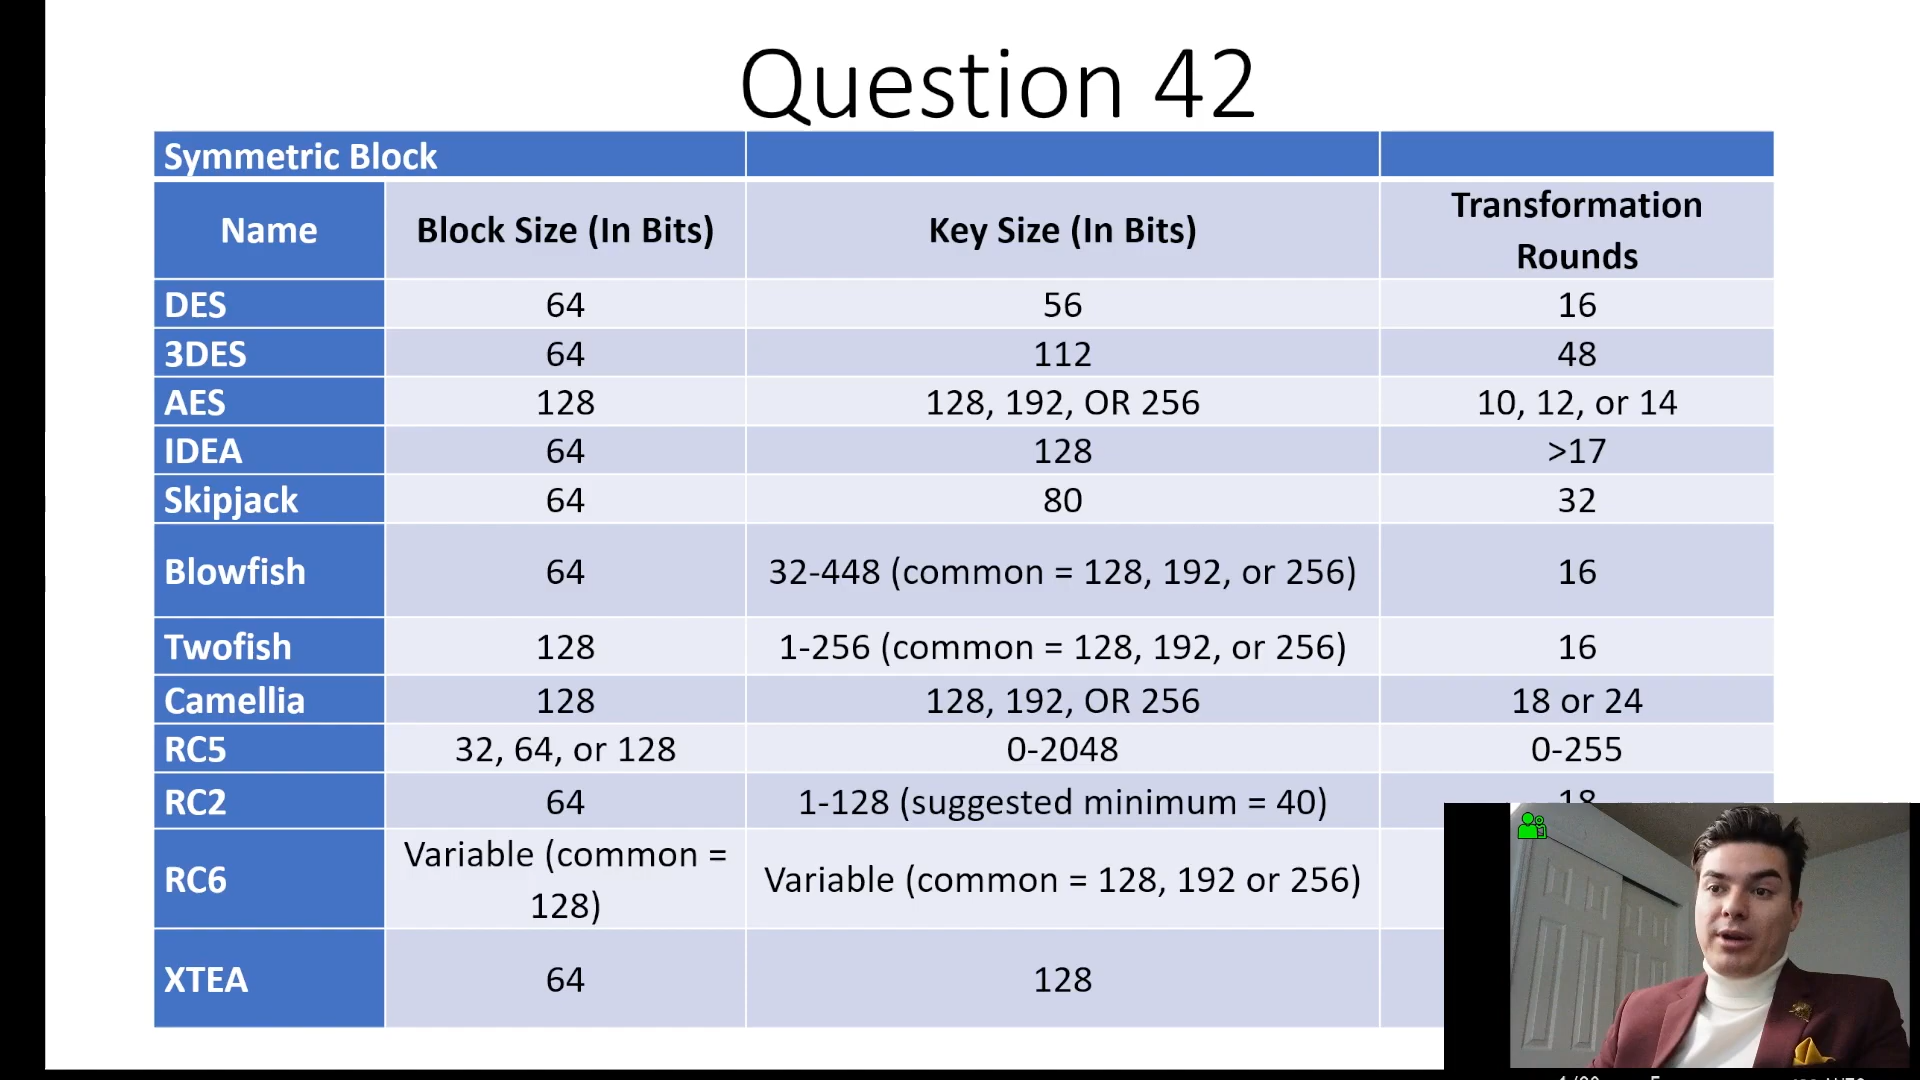 Question 42
Symmetric Block
Name Block Size (In Bits) Key Size (In Bits) Transformation
Rounds
DES 64 56 16
3DES 64 112 48
AES 128 128, 192, OR 256 10, 12, or 14
IDEA 64 128 >17
Skipjack 64 80 32
Blowfish 64 32-448 (common = 128, 192, or 256) 16
Twofish 128 1-256 (common = 128, 192, or 256) 16
Camellia 128 128, 192, OR 256 18 or 24
RC5 32, 64, or 128 0-2048 0-255
RC2 64 1-128 (suggested minimum = 40) 18
RC6 Variable (common =
128) Variable (common = 128, 192 or 256)
XTEA 64 128